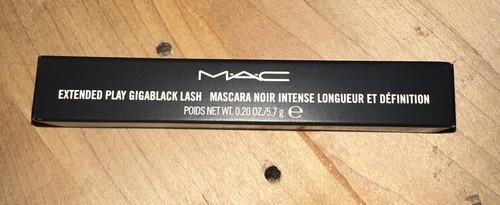 M·A·C
EXTENDED PLAY GIGABLACK LASH MASCARA NOIR INTENSE LONGUEUR ET DÉFINITION
POIDS NET WT. 0.20 OZ./5.7 g ℮